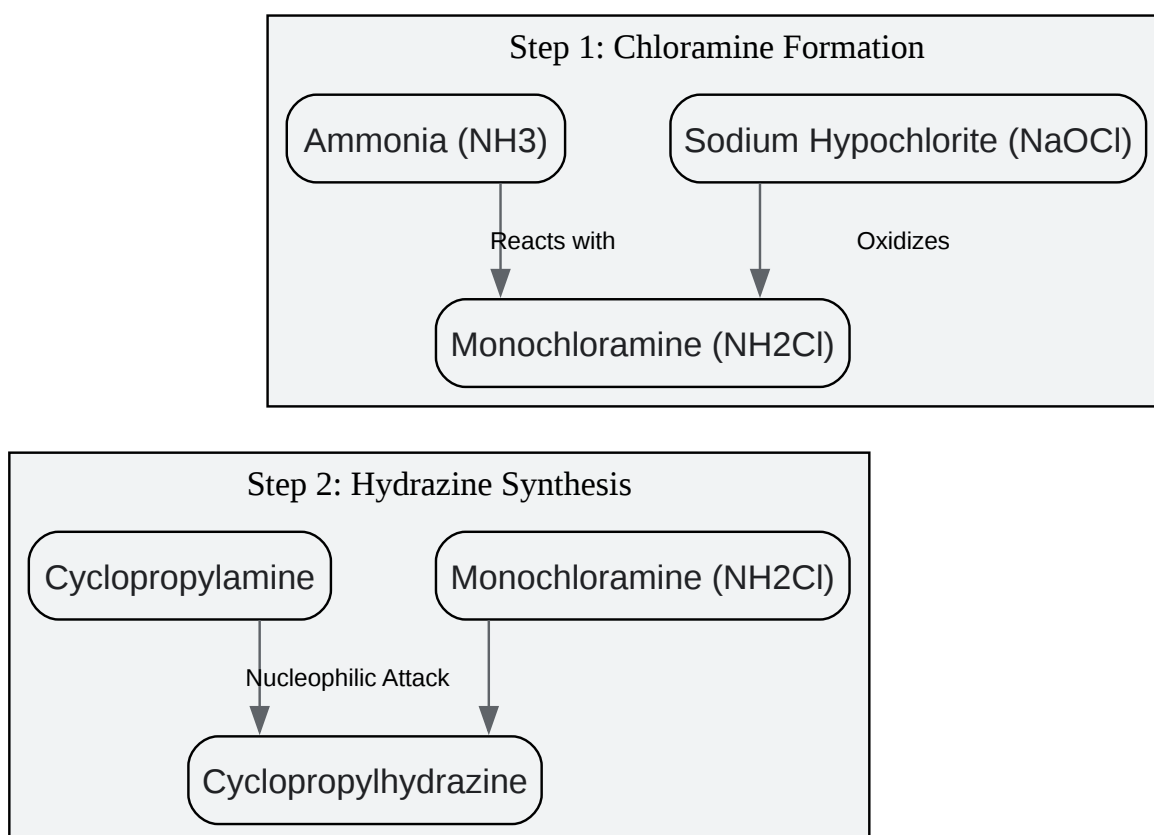 Step 1: Chloramine Formation
Ammonia (NH3)
Sodium Hypochlorite (NaOCl)
Reacts with
Oxidizes
Monochloramine (NH2Cl)
Step 2: Hydrazine Synthesis
Cyclopropylamine
Monochloramine (NH2Cl)
Nucleophilic Attack
Cyclopropylhydrazine